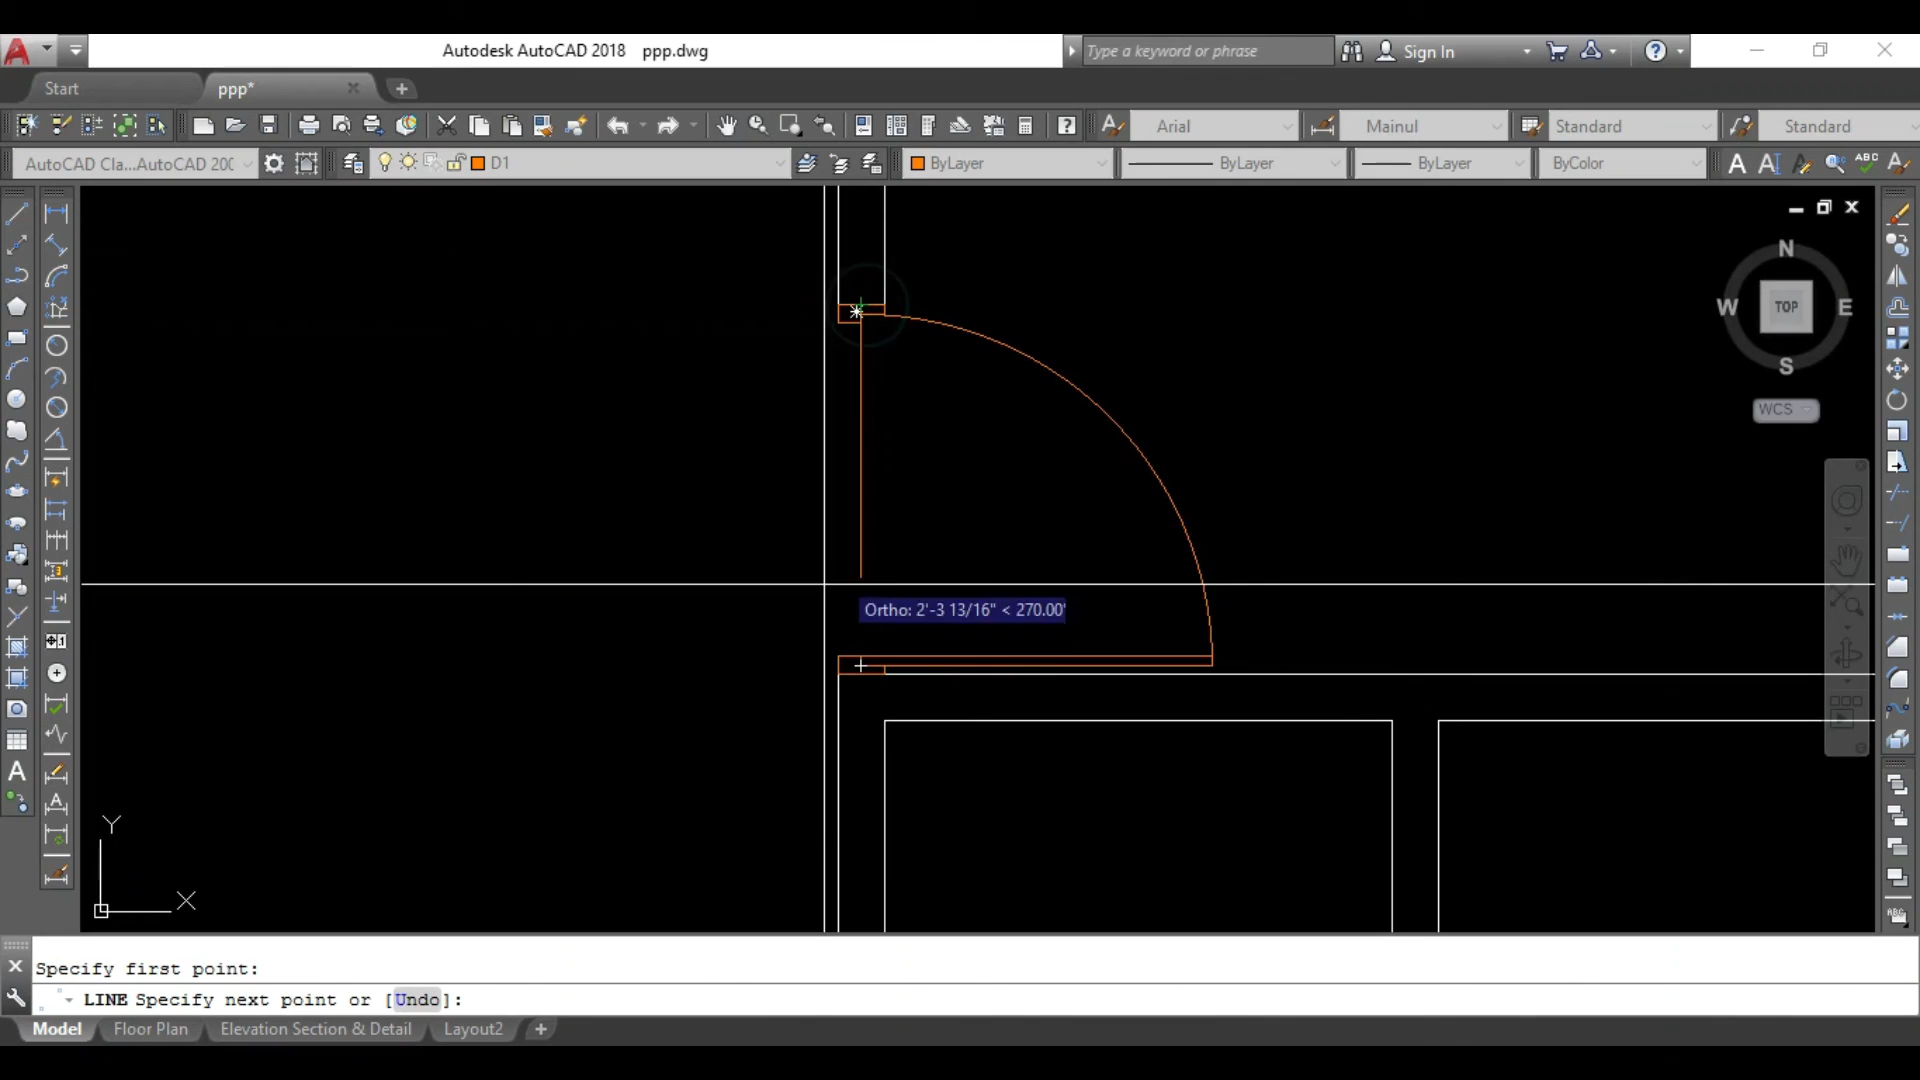 Autodesk AutoCAD 2018 ppp.dwg
Type a keyword or phrase
Sign In
Start
ppp*
Arial
Mainul
Standard
Standard
AutoCAD Cla...AutoCAD 200
D1
ByLayer
ByLayer
ByLayer
ByColor
N
W
TOP
E
S
WCS
Ortho: 2'-3 13/16" < 270.00°
Y
X
Specify first point:
LINE Specify next point or [Undo]:
Model
Floor Plan
Elevation Section & Detail
Layout2